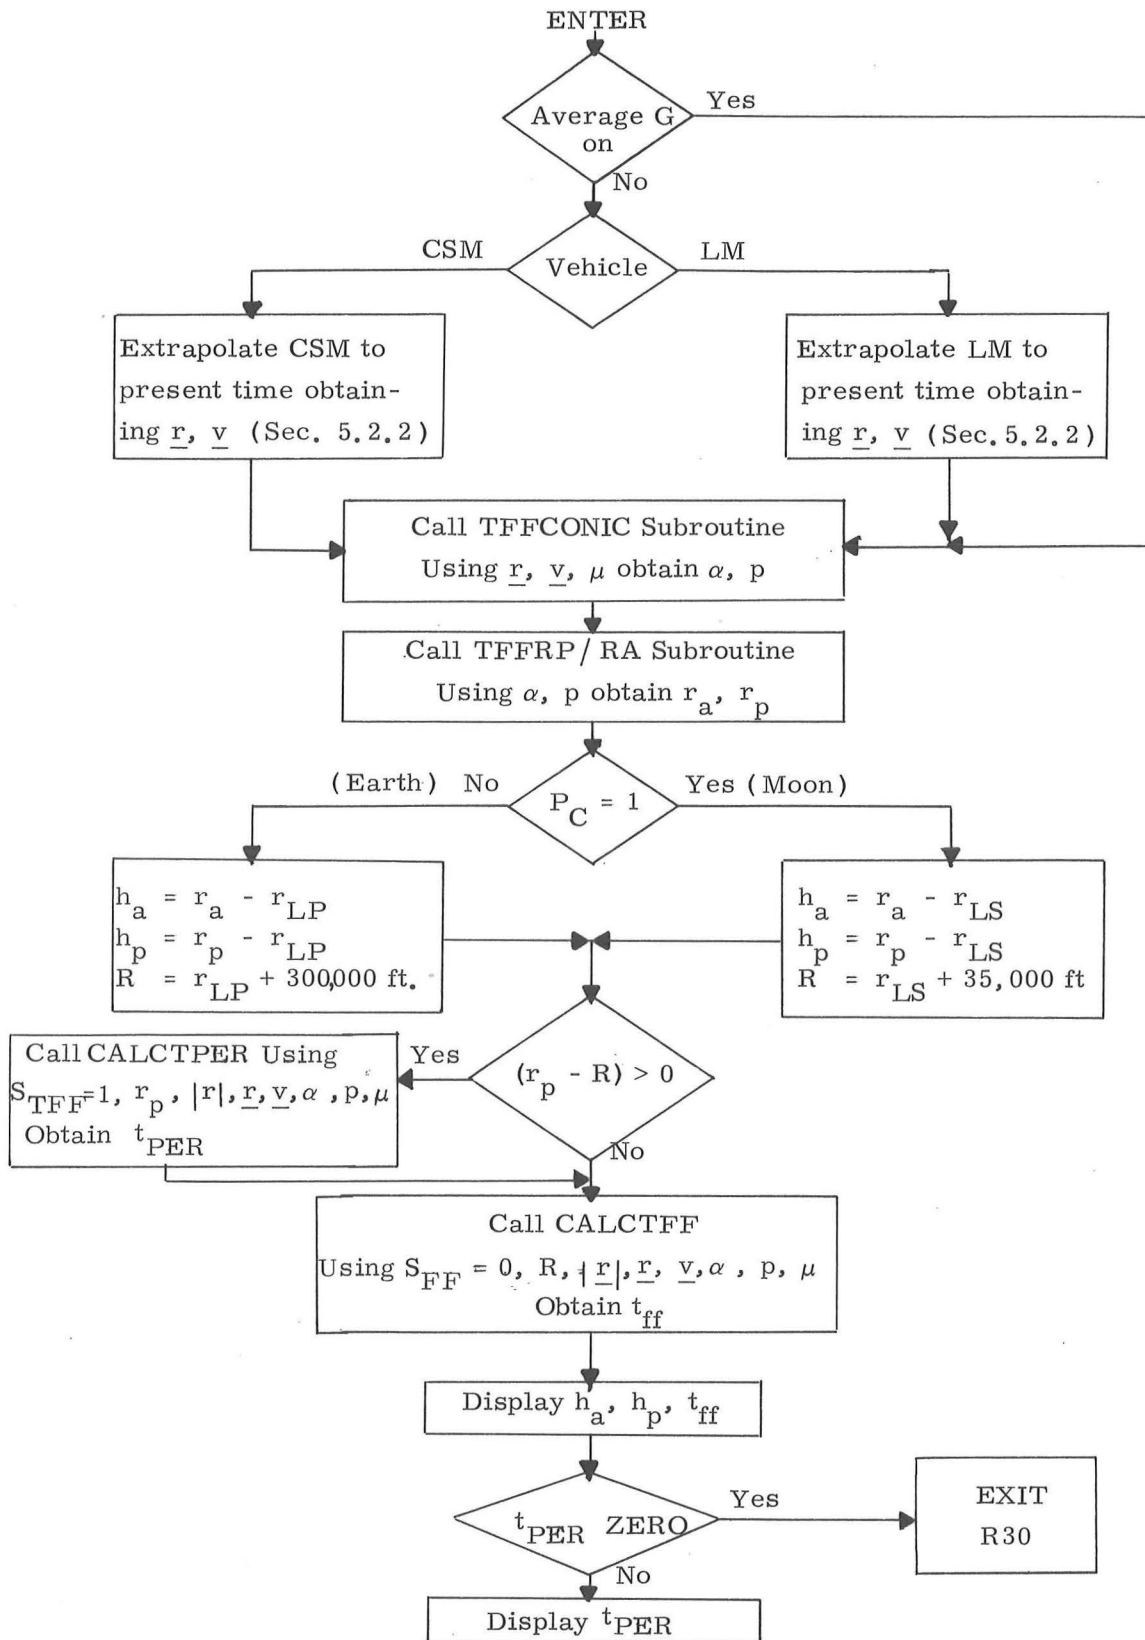 ENTER
Average G
on
Yes
No
CSM
Vehicle
LM
Extrapolate CSM to
present time obtain-
ing r, v (Sec. 5.2.2)
Extrapolate LM to
present time obtain-
ing r, v (Sec. 5.2.2)
Call TFFCONIC Subroutine
Using r, v, μ obtain α, p
Call TFFRP / RA Subroutine
Using α, p obtain r_a, r_p
(Earth) No
P_C = 1
Yes (Moon)
h_a = r_a - r_LP
h_p = r_p - r_LP
R = r_LP + 300,000 ft.
h_a = r_a - r_LS
h_p = r_p - r_LS
R = r_LS + 35,000 ft
Call CALCTPER Using
S_TFF=1, r_p, |r|, r, v, α, p, μ
Obtain t_PER
Yes
(r_p - R) > 0
No
Call CALCTFF
Using S_FF = 0, R, |r|, r, v, α, p, μ
Obtain t_ff
Display h_a, h_p, t_ff
t_PER ZERO
Yes
EXIT
R30
No
Display t_PER